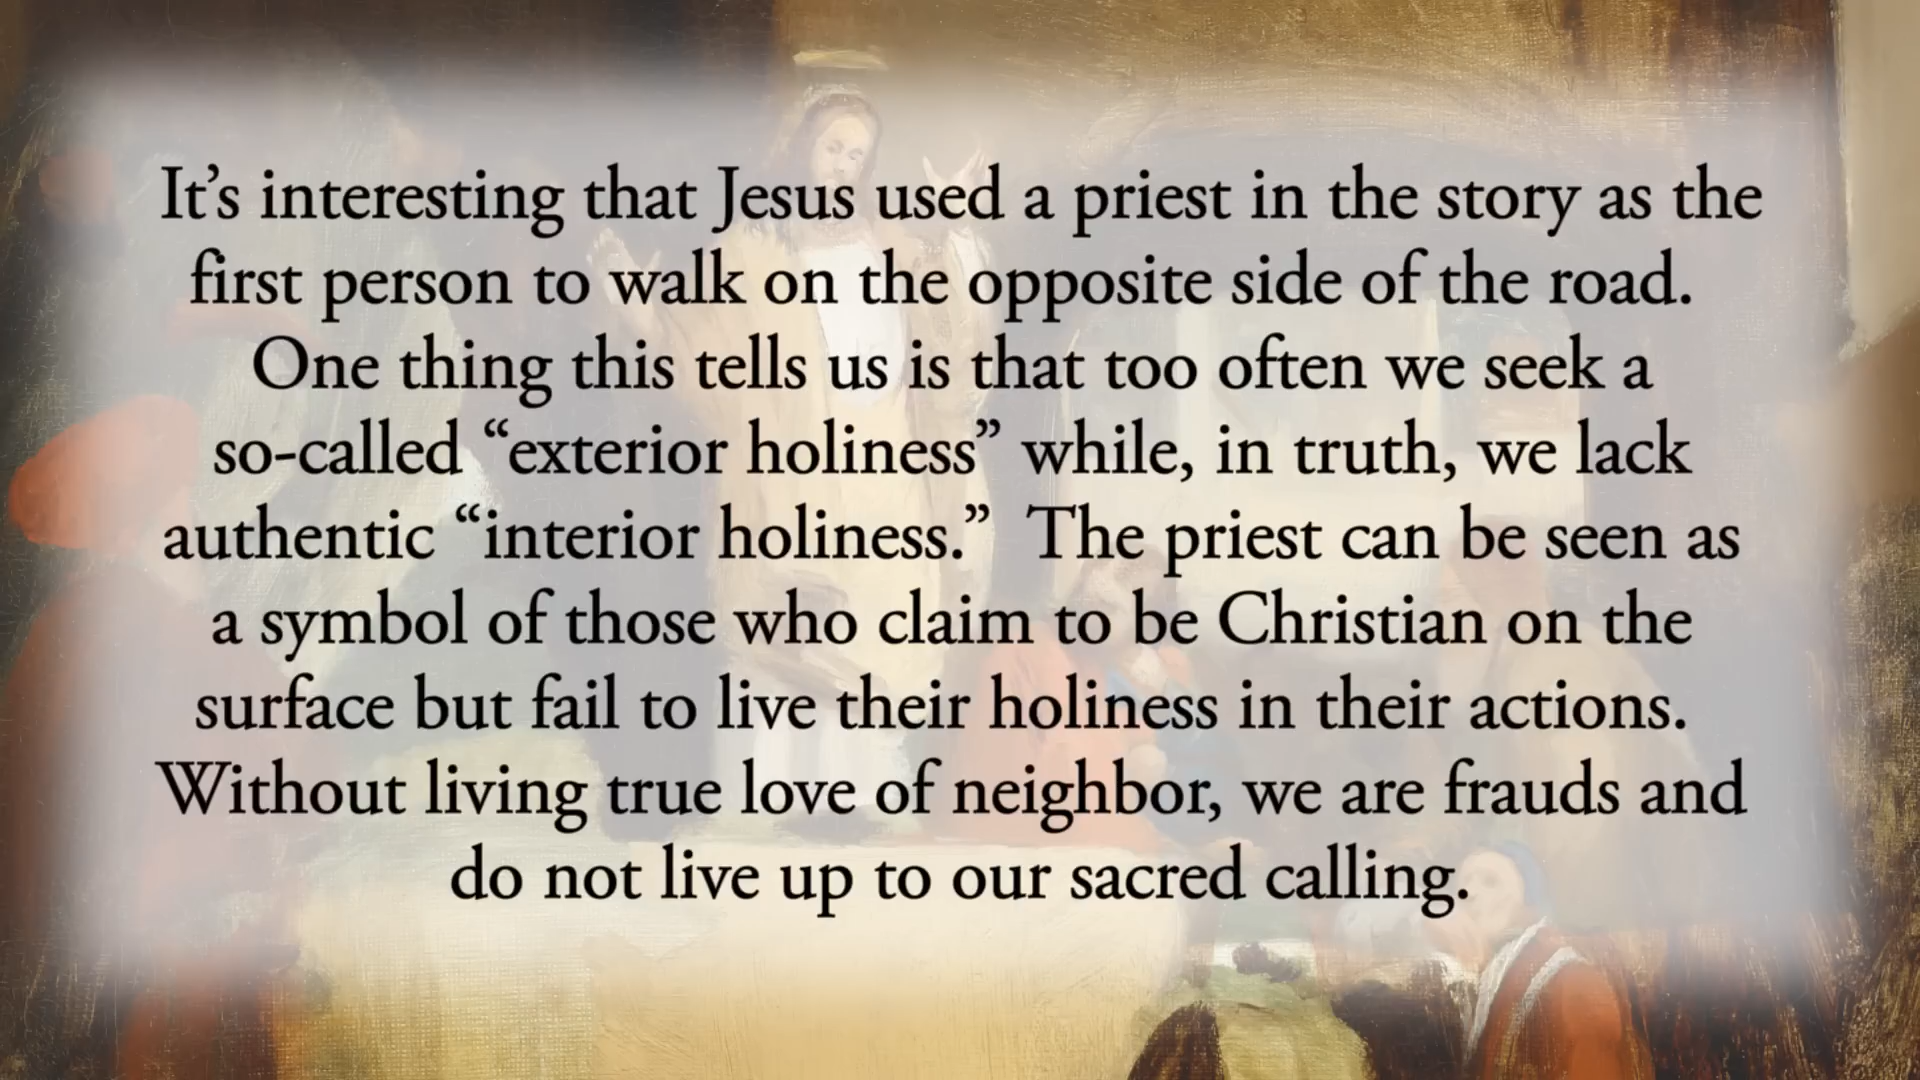 It’s interesting that Jesus used a priest in the story as the
first person to walk on the opposite side of the road.
One thing this tells us is that too often we seek a
so-called “exterior holiness” while, in truth, we lack
authentic “interior holiness.”  The priest can be seen as
a symbol of those who claim to be Christian on the
surface but fail to live their holiness in their actions.
Without living true love of neighbor, we are frauds and
do not live up to our sacred calling.